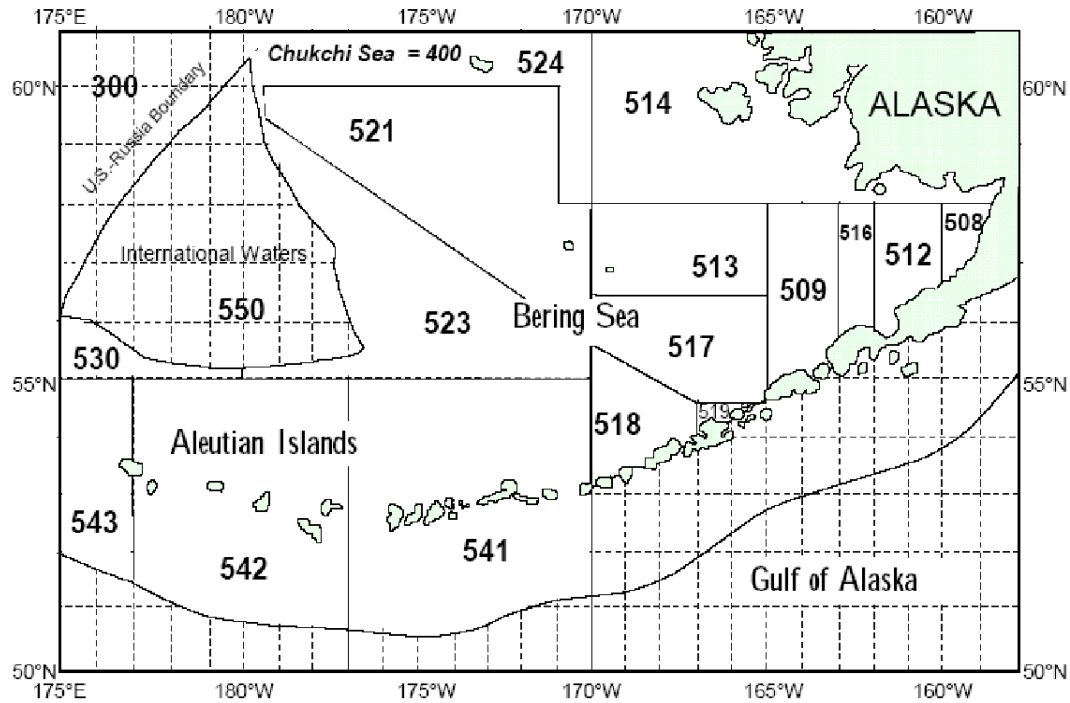 175°E 180°W 175°W 170°W 165°W 160°W
Chukchi Sea = 400
524
300
60°N
60°N
514
ALASKA
521
U.S.-Russia Boundary
508
516
512
International Waters
513
509
550
Bering Sea
523
517
530
55°N
55°N
519
518
Aleutian Islands
543
541
542
Gulf of Alaska
50°N
50°N
175°E 180°W 175°W 170°W 165°W 160°W